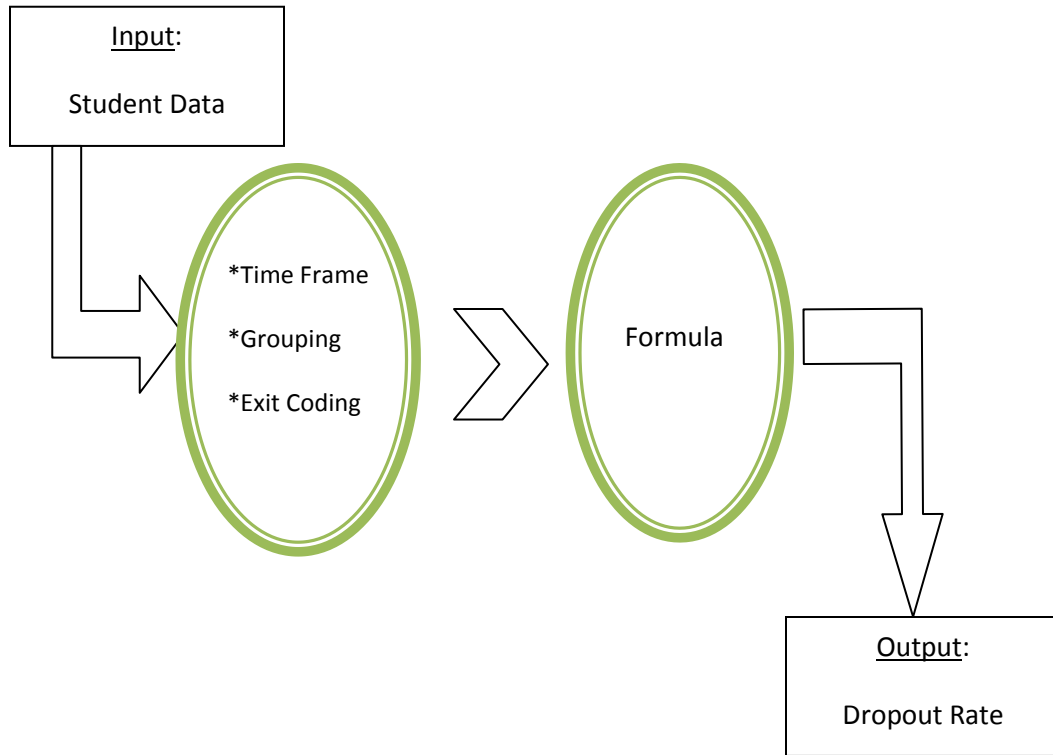 Input:
Student Data
*Time Frame
*Grouping
*Exit Coding
Formula
Output:
Dropout Rate